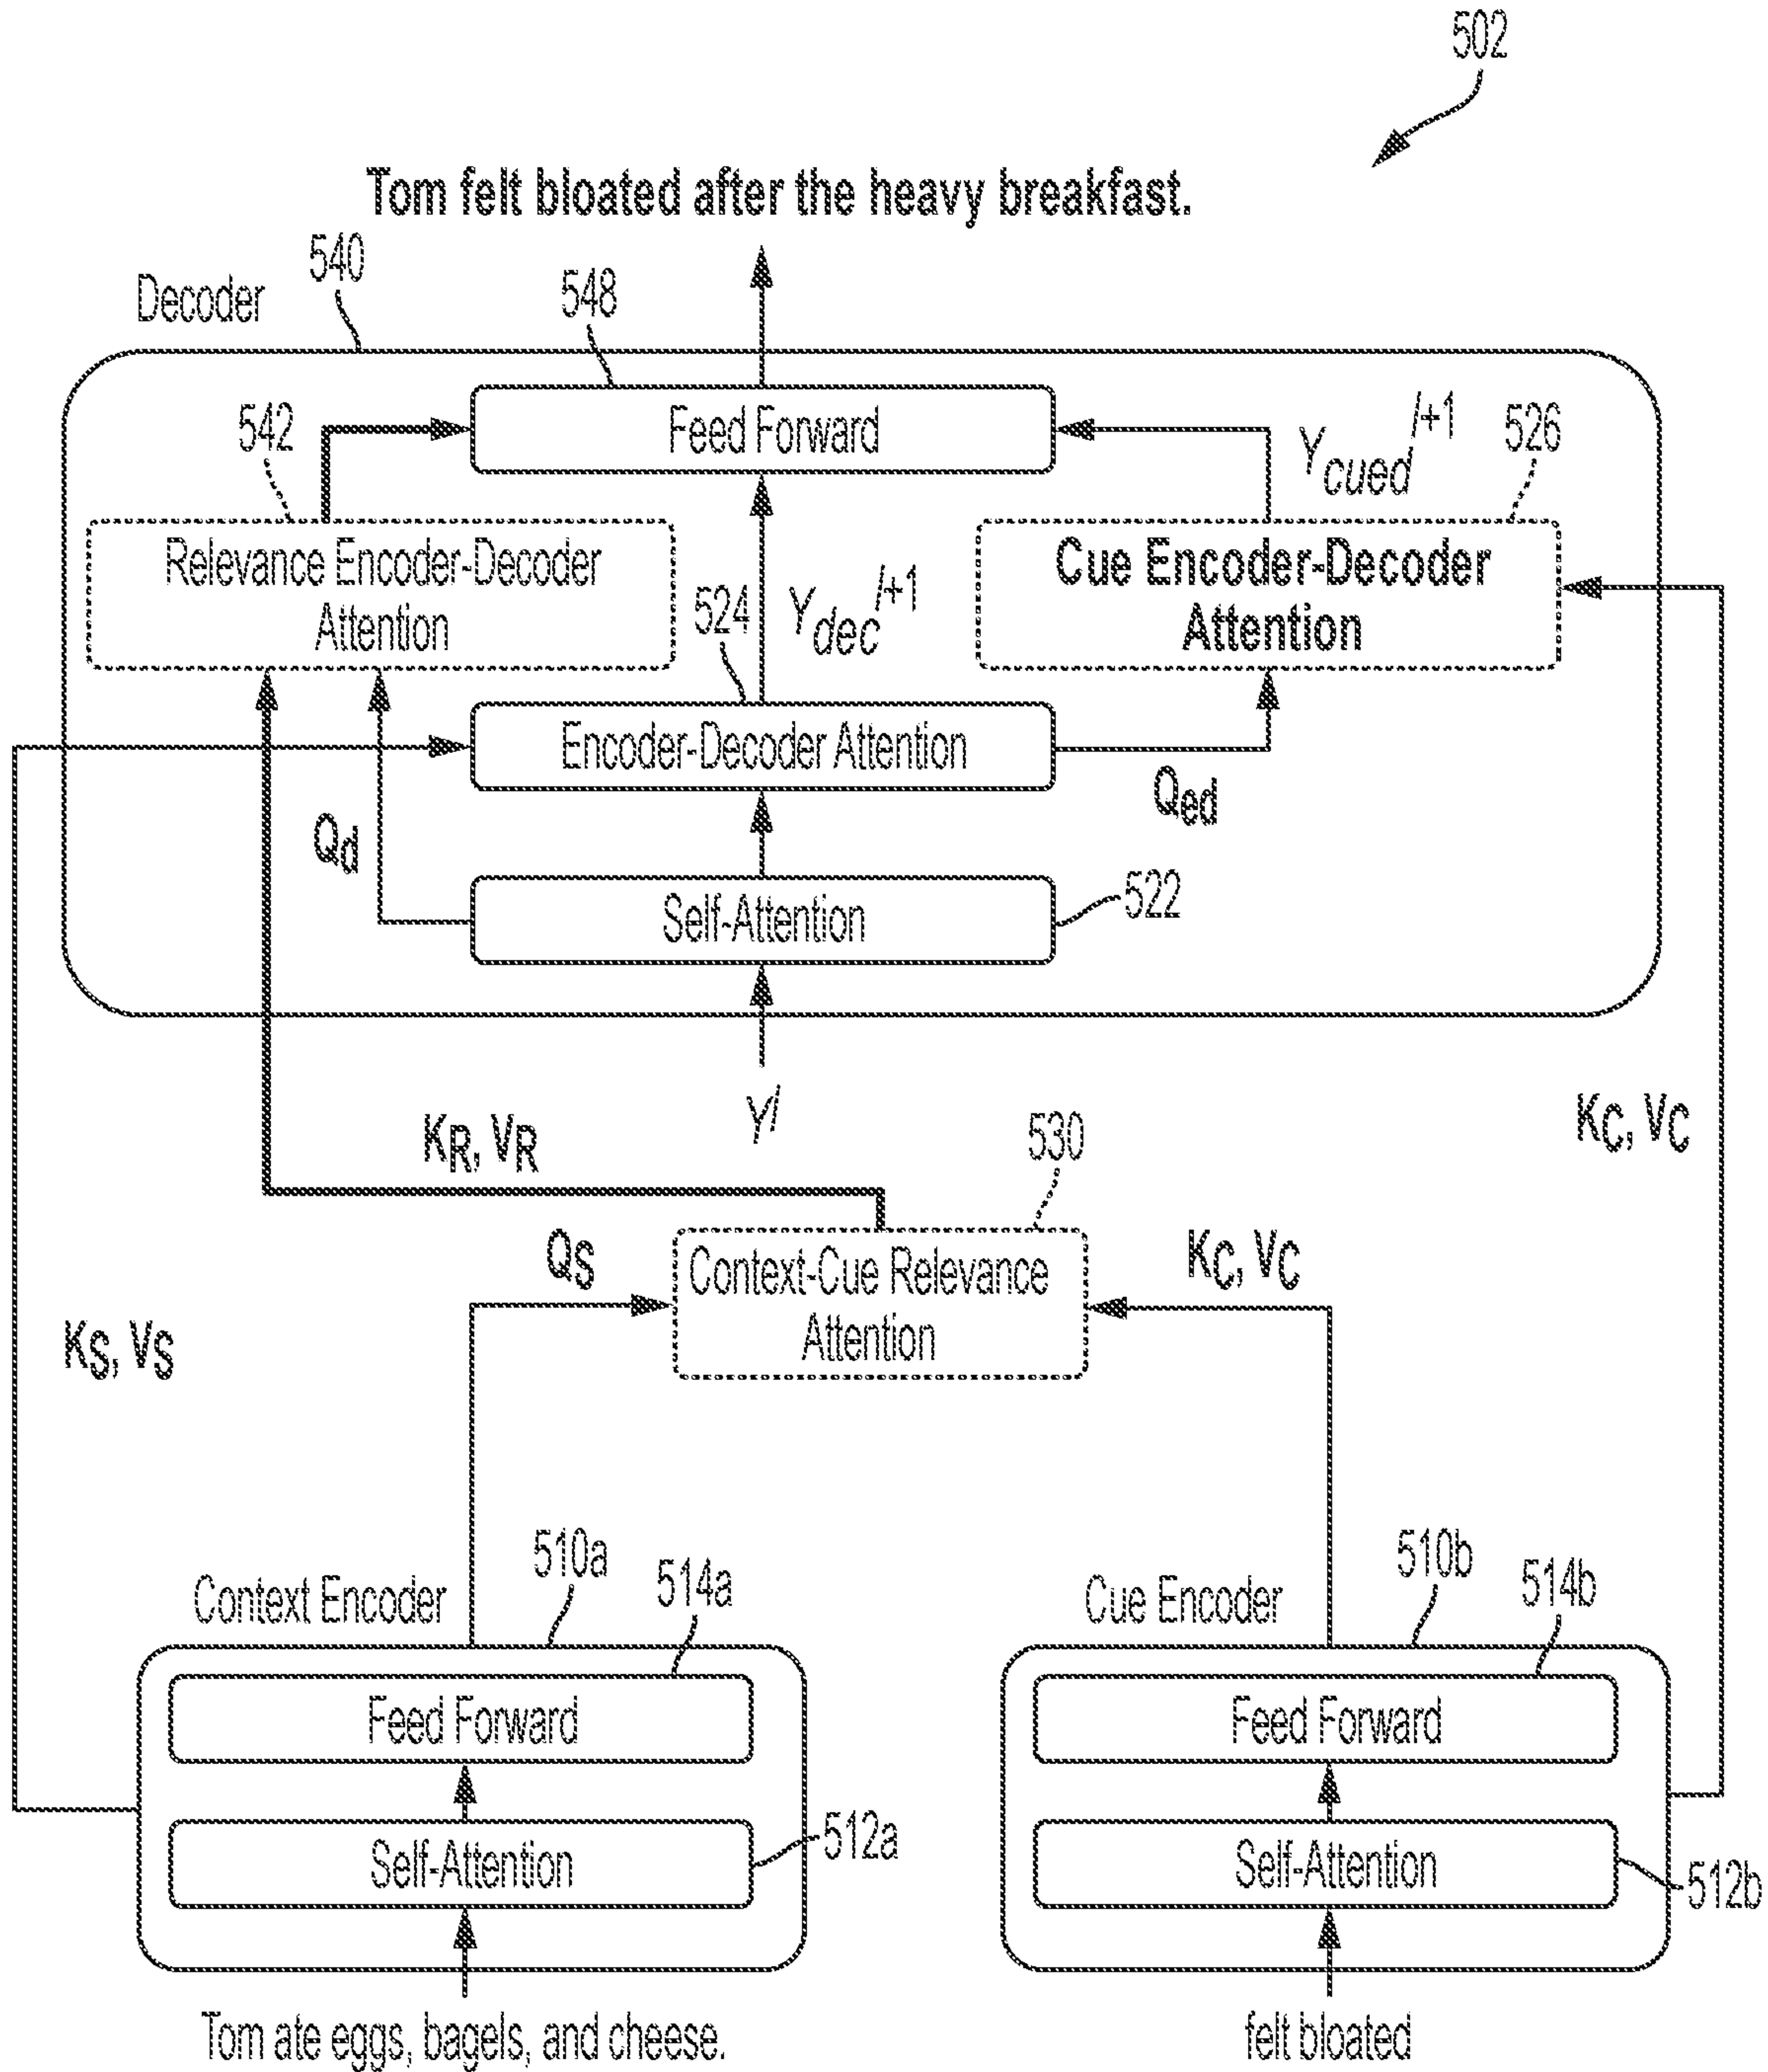 502
Tom felt bloated after the heavy breakfast.
540
Decoder
548
Feed Forward
542
Y_cued^l+1
526
Relevance Encoder-Decoder
Attention
524
Y_dec^l+1
Cue Encoder-Decoder
Attention
Encoder-Decoder Attention
Q_d
Q_ed
Self-Attention
522
Y^l
K_R, V_R
530
K_C, V_C
Q_S
Context-Cue Relevance
Attention
K_C, V_C
K_S, V_S
Context Encoder
510a
514a
Feed Forward
Self-Attention
512a
Tom ate eggs, bagels, and cheese.
Cue Encoder
510b
514b
Feed Forward
Self-Attention
512b
felt bloated